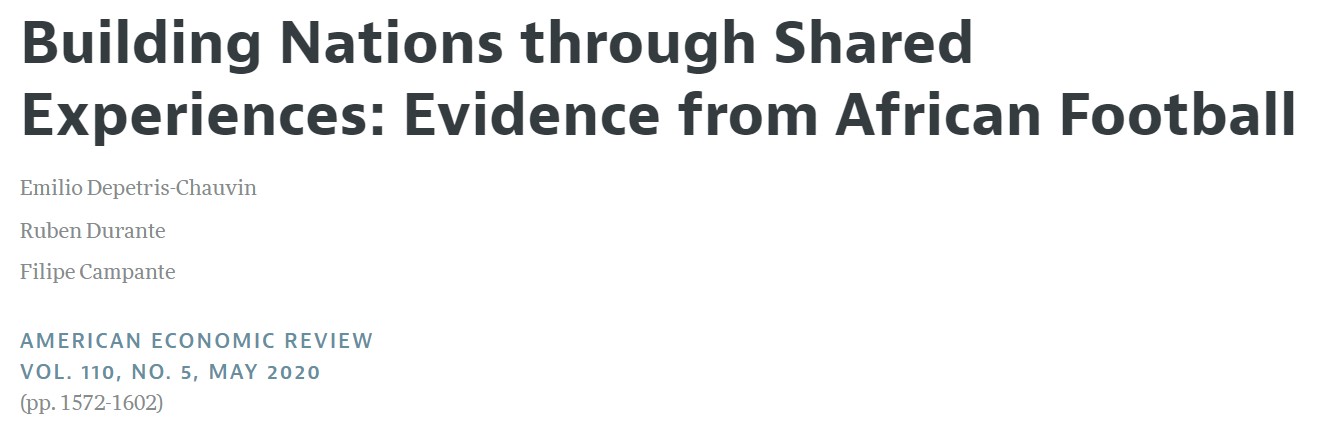 Building Nations through Shared
Experiences: Evidence from African Football
Emilio Depetris-Chauvin
Ruben Durante
Filipe Campante
AMERICAN ECONOMIC REVIEW
VOL. 110, NO. 5, MAY 2020
(pp. 1572-1602)